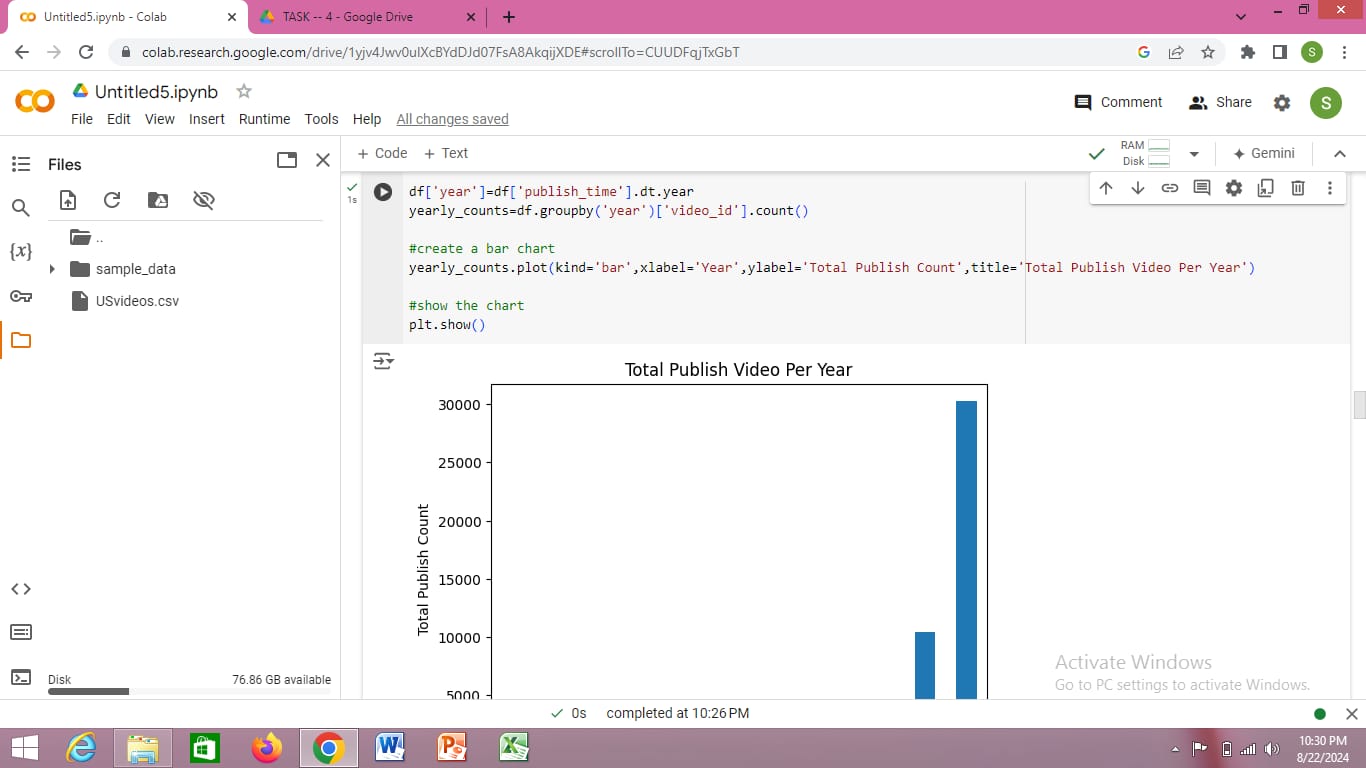 Untitled5.ipynb - Colab
TASK -- 4 - Google Drive
colab.research.google.com/drive/1yjv4Jwv0uIXcBYdDJd07FsA8AkqijXDE#scrollTo=CUUDFqjTxGbT
S
Untitled5.ipynb
File Edit View Insert Runtime Tools Help All changes saved
Comment Share
S
Files
+ Code + Text
RAM
Disk
Gemini
..
sample_data
USvideos.csv
{x}
1s
df['year']=df['publish_time'].dt.year
yearly_counts=df.groupby('year')['video_id'].count()
#create a bar chart
yearly_counts.plot(kind='bar',xlabel='Year',ylabel='Total Publish Count',title='Total Publish Video Per Year')
#show the chart
plt.show()
Total Publish Video Per Year
Total Publish Count
30000
25000
20000
15000
10000
5000
Activate Windows
Go to PC settings to activate Windows.
Disk 76.86 GB available
0s completed at 10:26 PM
10:30 PM
8/22/2024